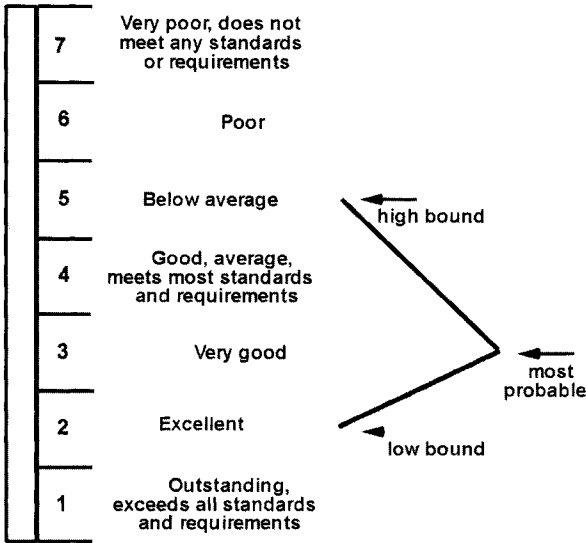 7
Very poor, does not
meet any standards
or requirements
6
Poor
5
Below average
high bound
4
Good, average,
meets most standards
and requirements
3
Very good
most
probable
2
Excellent
low bound
1
Outstanding,
exceeds all standards
and requirements